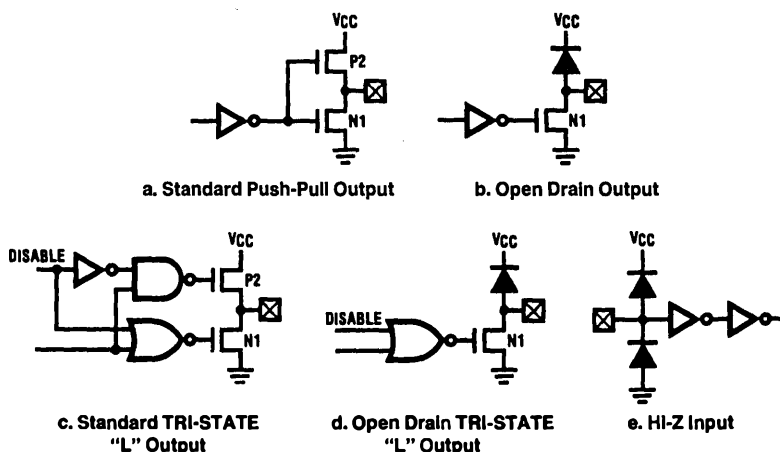 VCC
P2
N1
a. Standard Push-Pull Output
VCC
N1
b. Open Drain Output
DISABLE
VCC
P2
N1
c. Standard TRI-STATE
"L" Output
VCC
DISABLE
N1
d. Open Drain TRI-STATE
"L" Output
VCC
e. Hi-Z Input